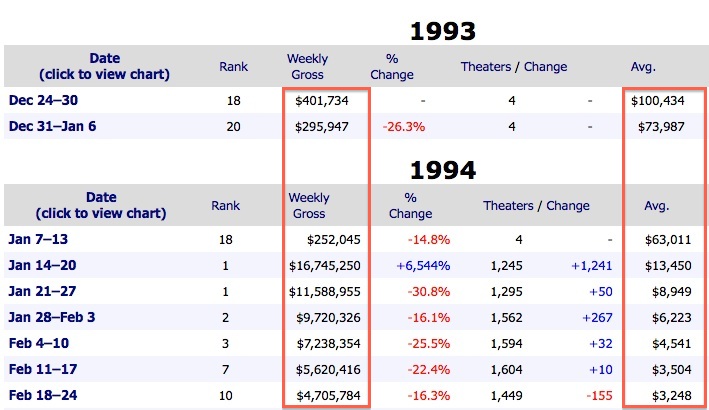 1993
Date (click to view chart) Rank Weekly Gross % Change Theaters / Change Avg.
Dec 24–30 18 $401,734 - 4 - $100,434
Dec 31–Jan 6 20 $295,947 -26.3% 4 - $73,987
1994
Date (click to view chart) Rank Weekly Gross % Change Theaters / Change Avg.
Jan 7–13 18 $252,045 -14.8% 4 - $63,011
Jan 14–20 1 $16,745,250 +6,544% 1,245 +1,241 $13,450
Jan 21–27 1 $11,588,955 -30.8% 1,295 +50 $8,949
Jan 28–Feb 3 2 $9,720,326 -16.1% 1,562 +267 $6,223
Feb 4–10 3 $7,238,354 -25.5% 1,594 +32 $4,541
Feb 11–17 7 $5,620,416 -22.4% 1,604 +10 $3,504
Feb 18–24 10 $4,705,784 -16.3% 1,449 -155 $3,248